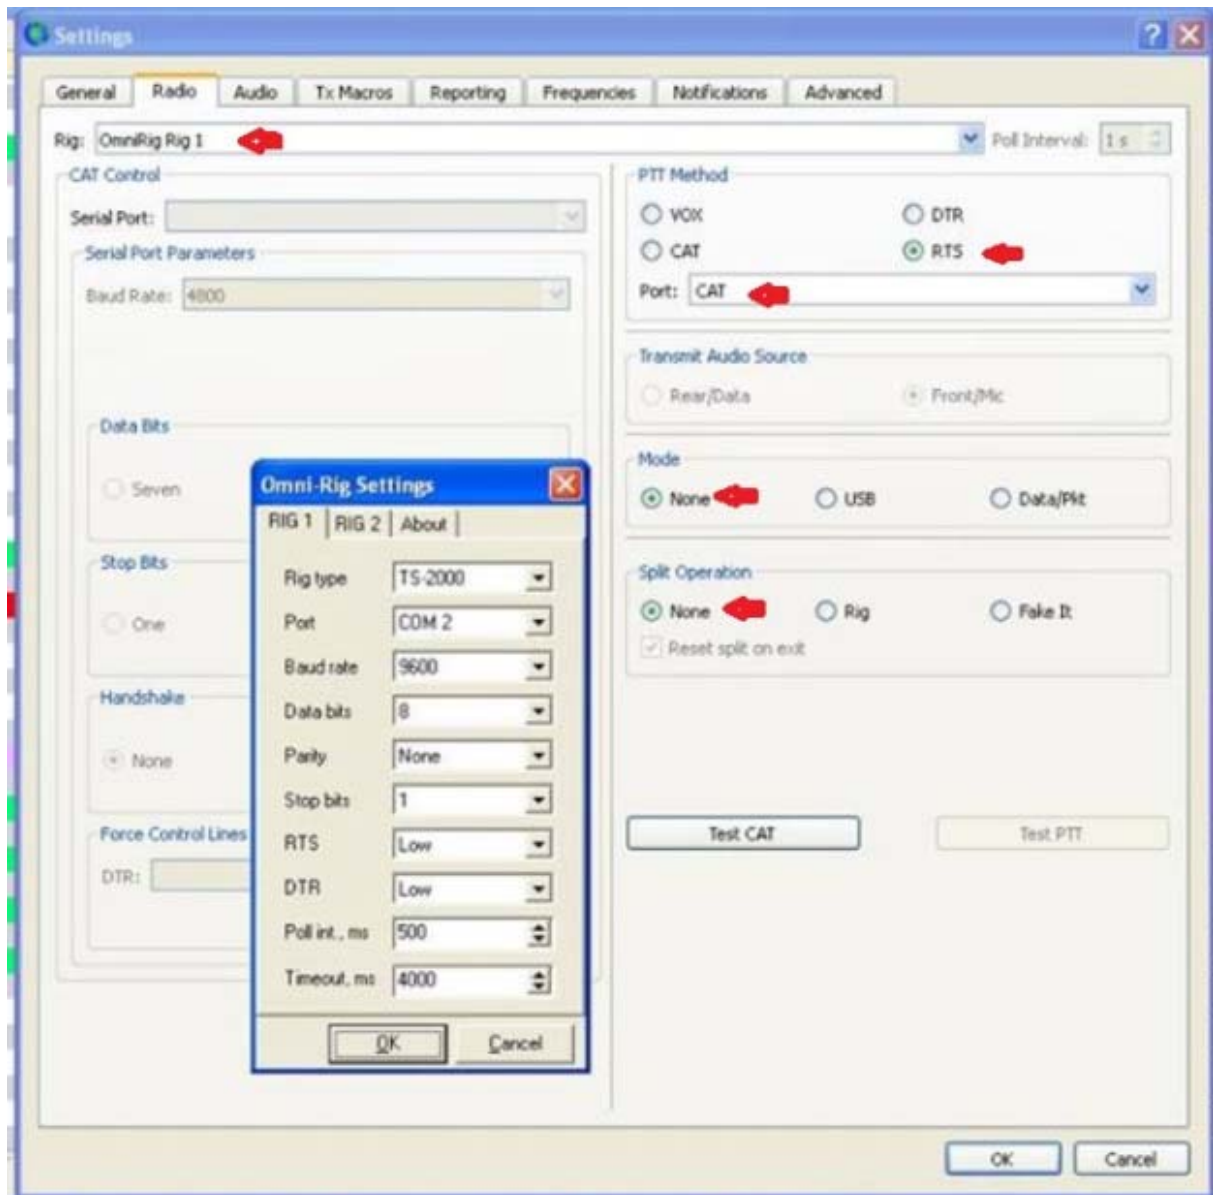 Settings
General Radio Audio Tx Macros Reporting Frequencies Notifications Advanced
Rig: OmniRig Rig 1 Poll Interval: 1 s
CAT Control
Serial Port:
Serial Port Parameters
Baud Rate: 4800
Data Bits
Seven
Stop Bits
One
Handshake
None
Force Control Lines
DTR:
PTT Method
VOX DTR
CAT RTS
Port: CAT
Transmit Audio Source
Rear/Data Front/Mic
Mode
None USB Data/Pkt
Split Operation
None Rig Fake It
Reset split on exit
Test CAT Test PTT
Omni-Rig Settings
RIG 1 RIG 2 About
Rig type TS-2000
Port COM 2
Baud rate 9600
Data bits 8
Parity None
Stop bits 1
RTS Low
DTR Low
Poll int., ms 500
Timeout, ms 4000
OK Cancel
OK Cancel